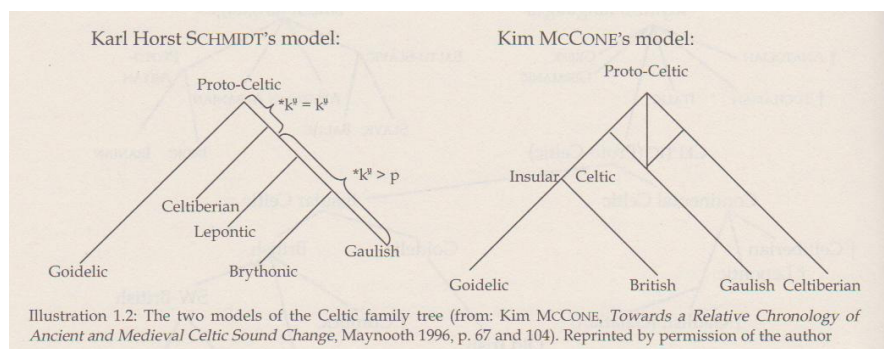 Karl Horst SCHMIDT's model:
Kim MCCONE's model:
Proto-Celtic
*kᶣ = kᶣ
*kᶣ > p
Celtiberian
Lepontic
Gaulish
Goidelic
Brythonic
Proto-Celtic
Insular Celtic
Goidelic
British
Gaulish Celtiberian
Illustration 1.2: The two models of the Celtic family tree (from: Kim MCCONE, Towards a Relative Chronology of
Ancient and Medieval Celtic Sound Change, Maynooth 1996, p. 67 and 104). Reprinted by permission of the author